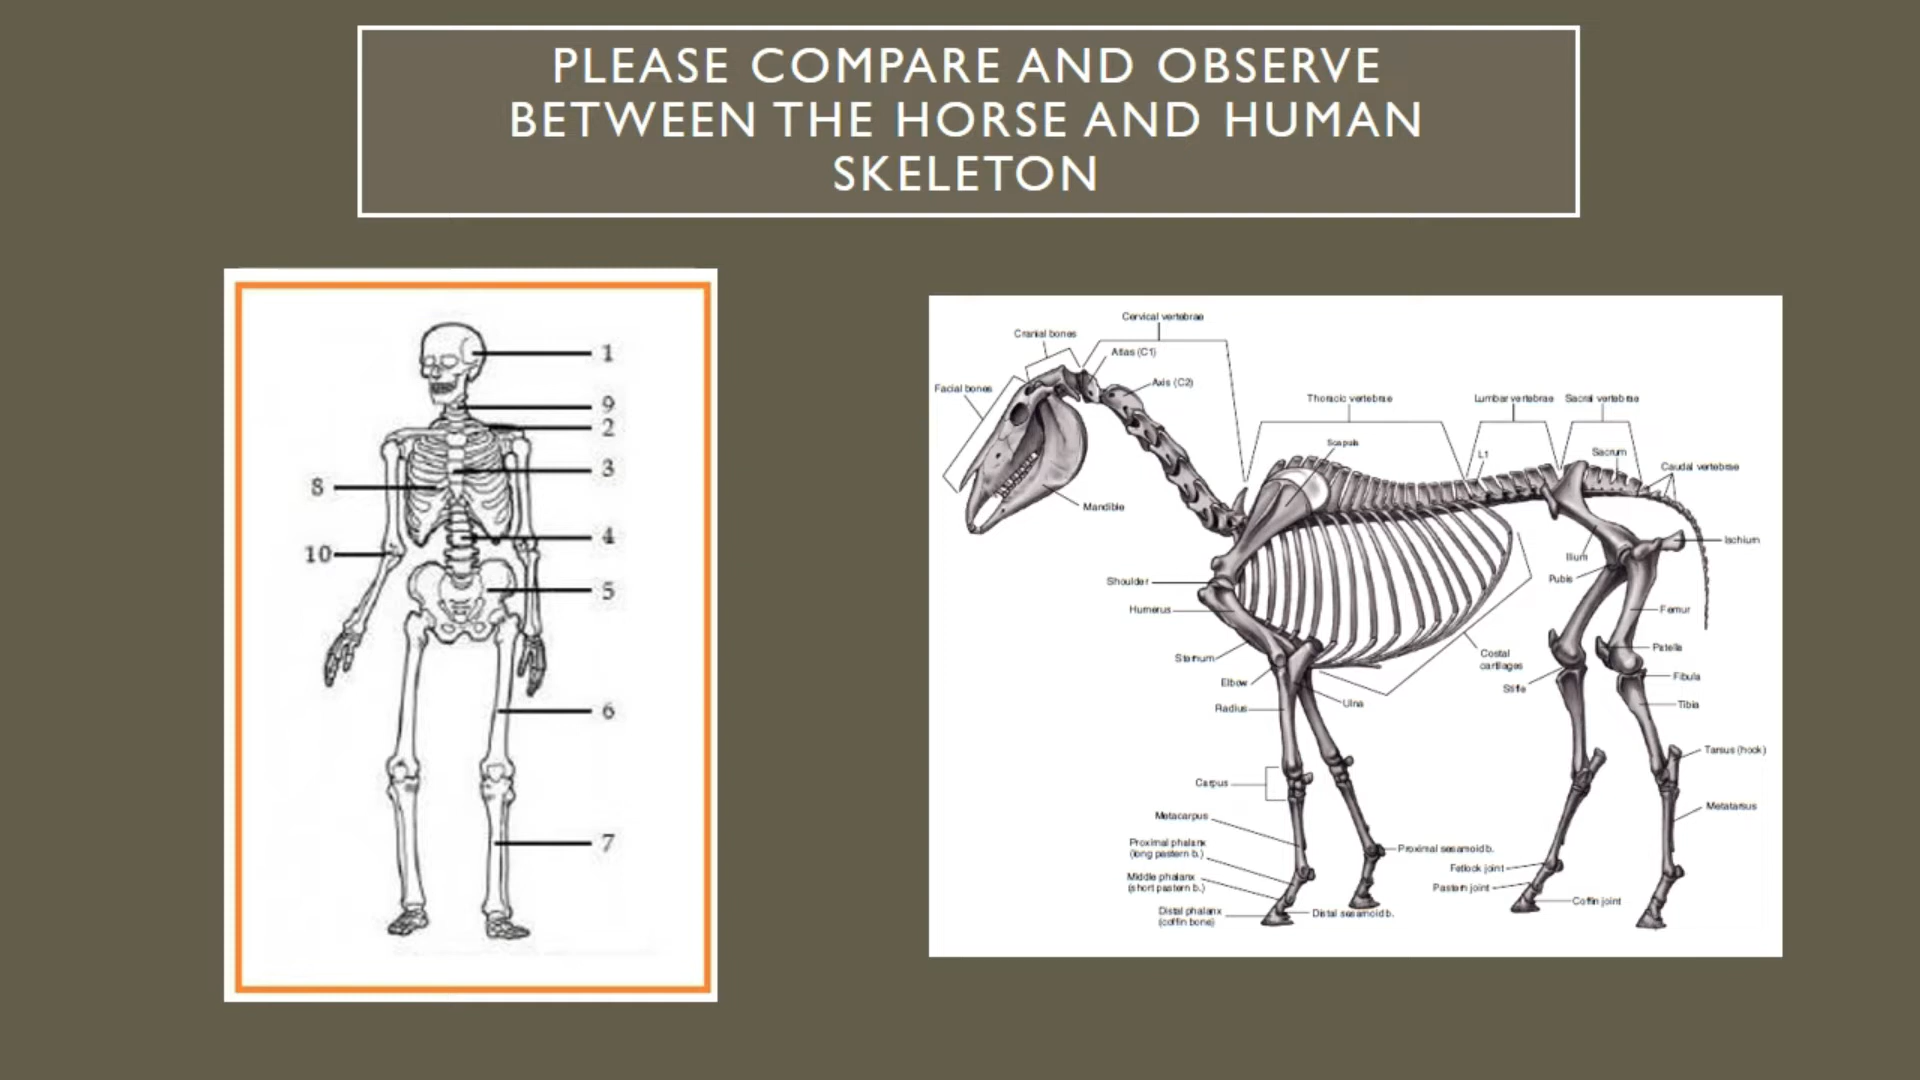 PLEASE COMPARE AND OBSERVE
BETWEEN THE HORSE AND HUMAN
SKELETON
1
9
2
3
8
4
10
5
6
7
Cervical vertebrae
Cranial bones
Atlas (C1)
Axis (C2)
Facial bones
Thoracic vertebrae
Lumbar vertebrae
Sacral vertebrae
Scapula
L1
Sacrum
Caudal vertebrae
Mandible
Ischium
Ilium
Pubis
Shoulder
Humerus
Femur
Patella
Sternum
Costal
cartilages
Elbow
Stifle
Fibula
Radius
Ulna
Tibia
Tarsus (hock)
Carpus
Metatarsus
Metacarpus
Proximal phalanx
(long pastern b.)
Proximal sesamoid b.
Fetlock joint
Middle phalanx
(short pastern b.)
Pastern joint
Coffin joint
Distal phalanx
(coffin bone)
Distal sesamoid b.